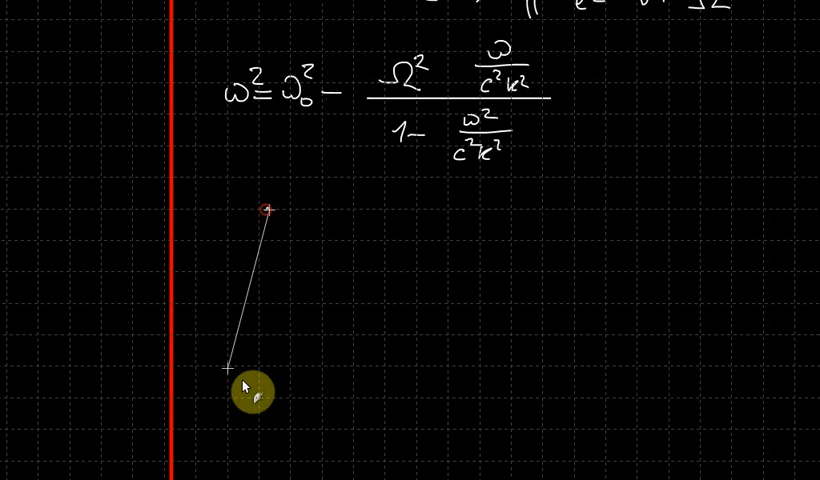 ω² = ω₀² − (Ω² ω/(c²k²)) / (1 − ω²/(c²k²))